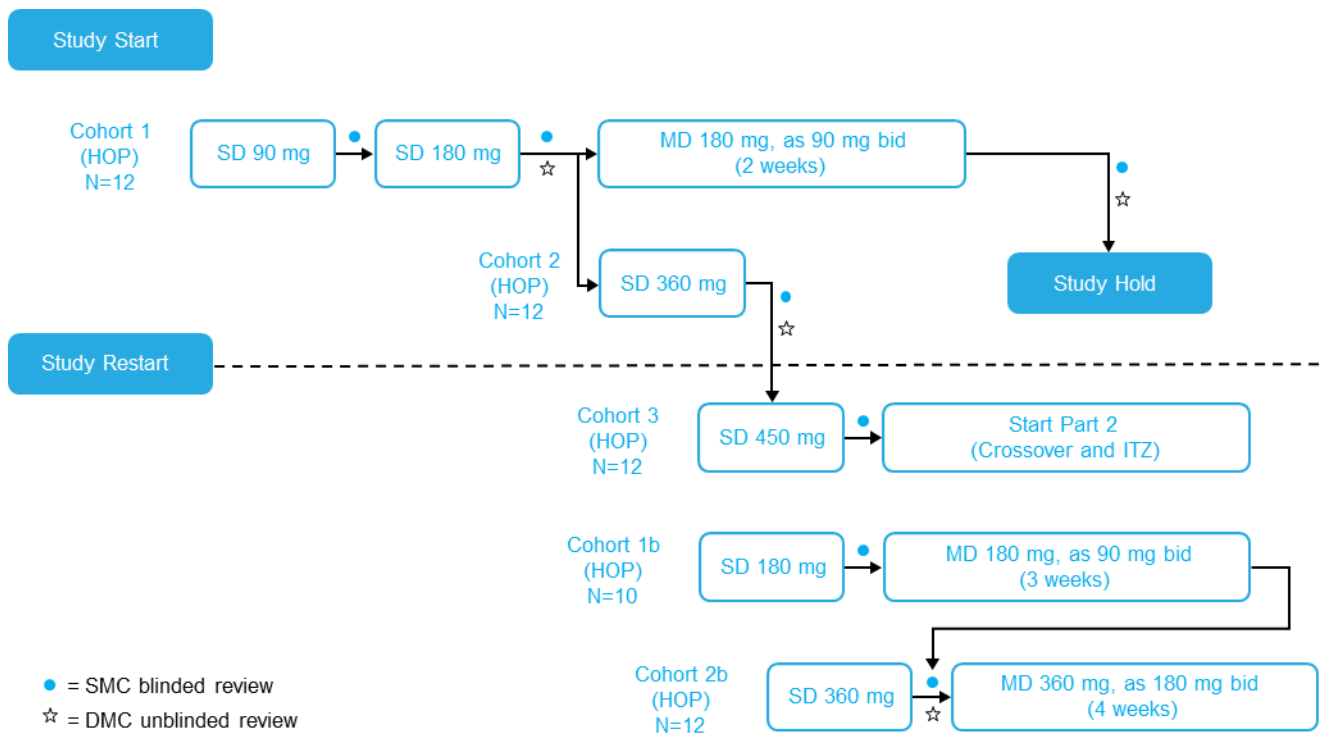 Study Start
Cohort 1
(HOP)
N=12
SD 90 mg
SD 180 mg
MD 180 mg, as 90 mg bid
(2 weeks)
Cohort 2
(HOP)
N=12
SD 360 mg
Study Hold
Study Restart
Cohort 3
(HOP)
N=12
SD 450 mg
Start Part 2
(Crossover and ITZ)
Cohort 1b
(HOP)
N=10
SD 180 mg
MD 180 mg, as 90 mg bid
(3 weeks)
Cohort 2b
(HOP)
N=12
SD 360 mg
MD 360 mg, as 180 mg bid
(4 weeks)
= SMC blinded review
= DMC unblinded review